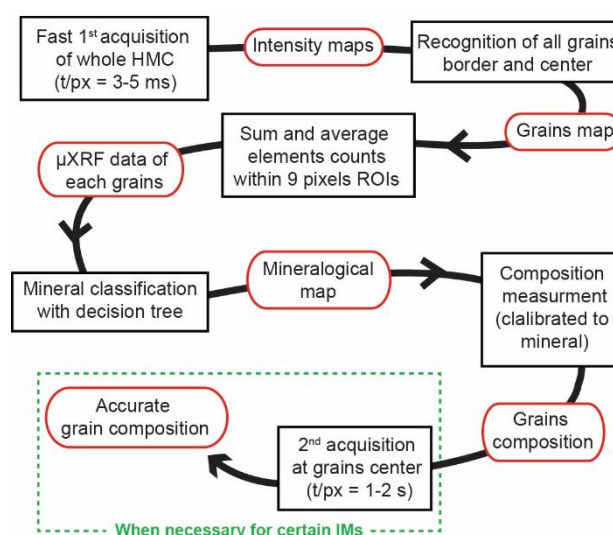 Fast 1st acquisition
of whole HMC
(t/px = 3-5 ms)
Intensity maps
Recognition of all grains
border and center
Grains map
Sum and average
elements counts
within 9 pixels ROIs
µXRF data of
each grains
Mineral classification
with decision tree
Mineralogical
map
Composition
measurment
(clalibrated to
mineral)
Grains
composition
2nd acquisition
at grains center
(t/px = 1-2 s)
Accurate
grain composition
When necessary for certain IMs